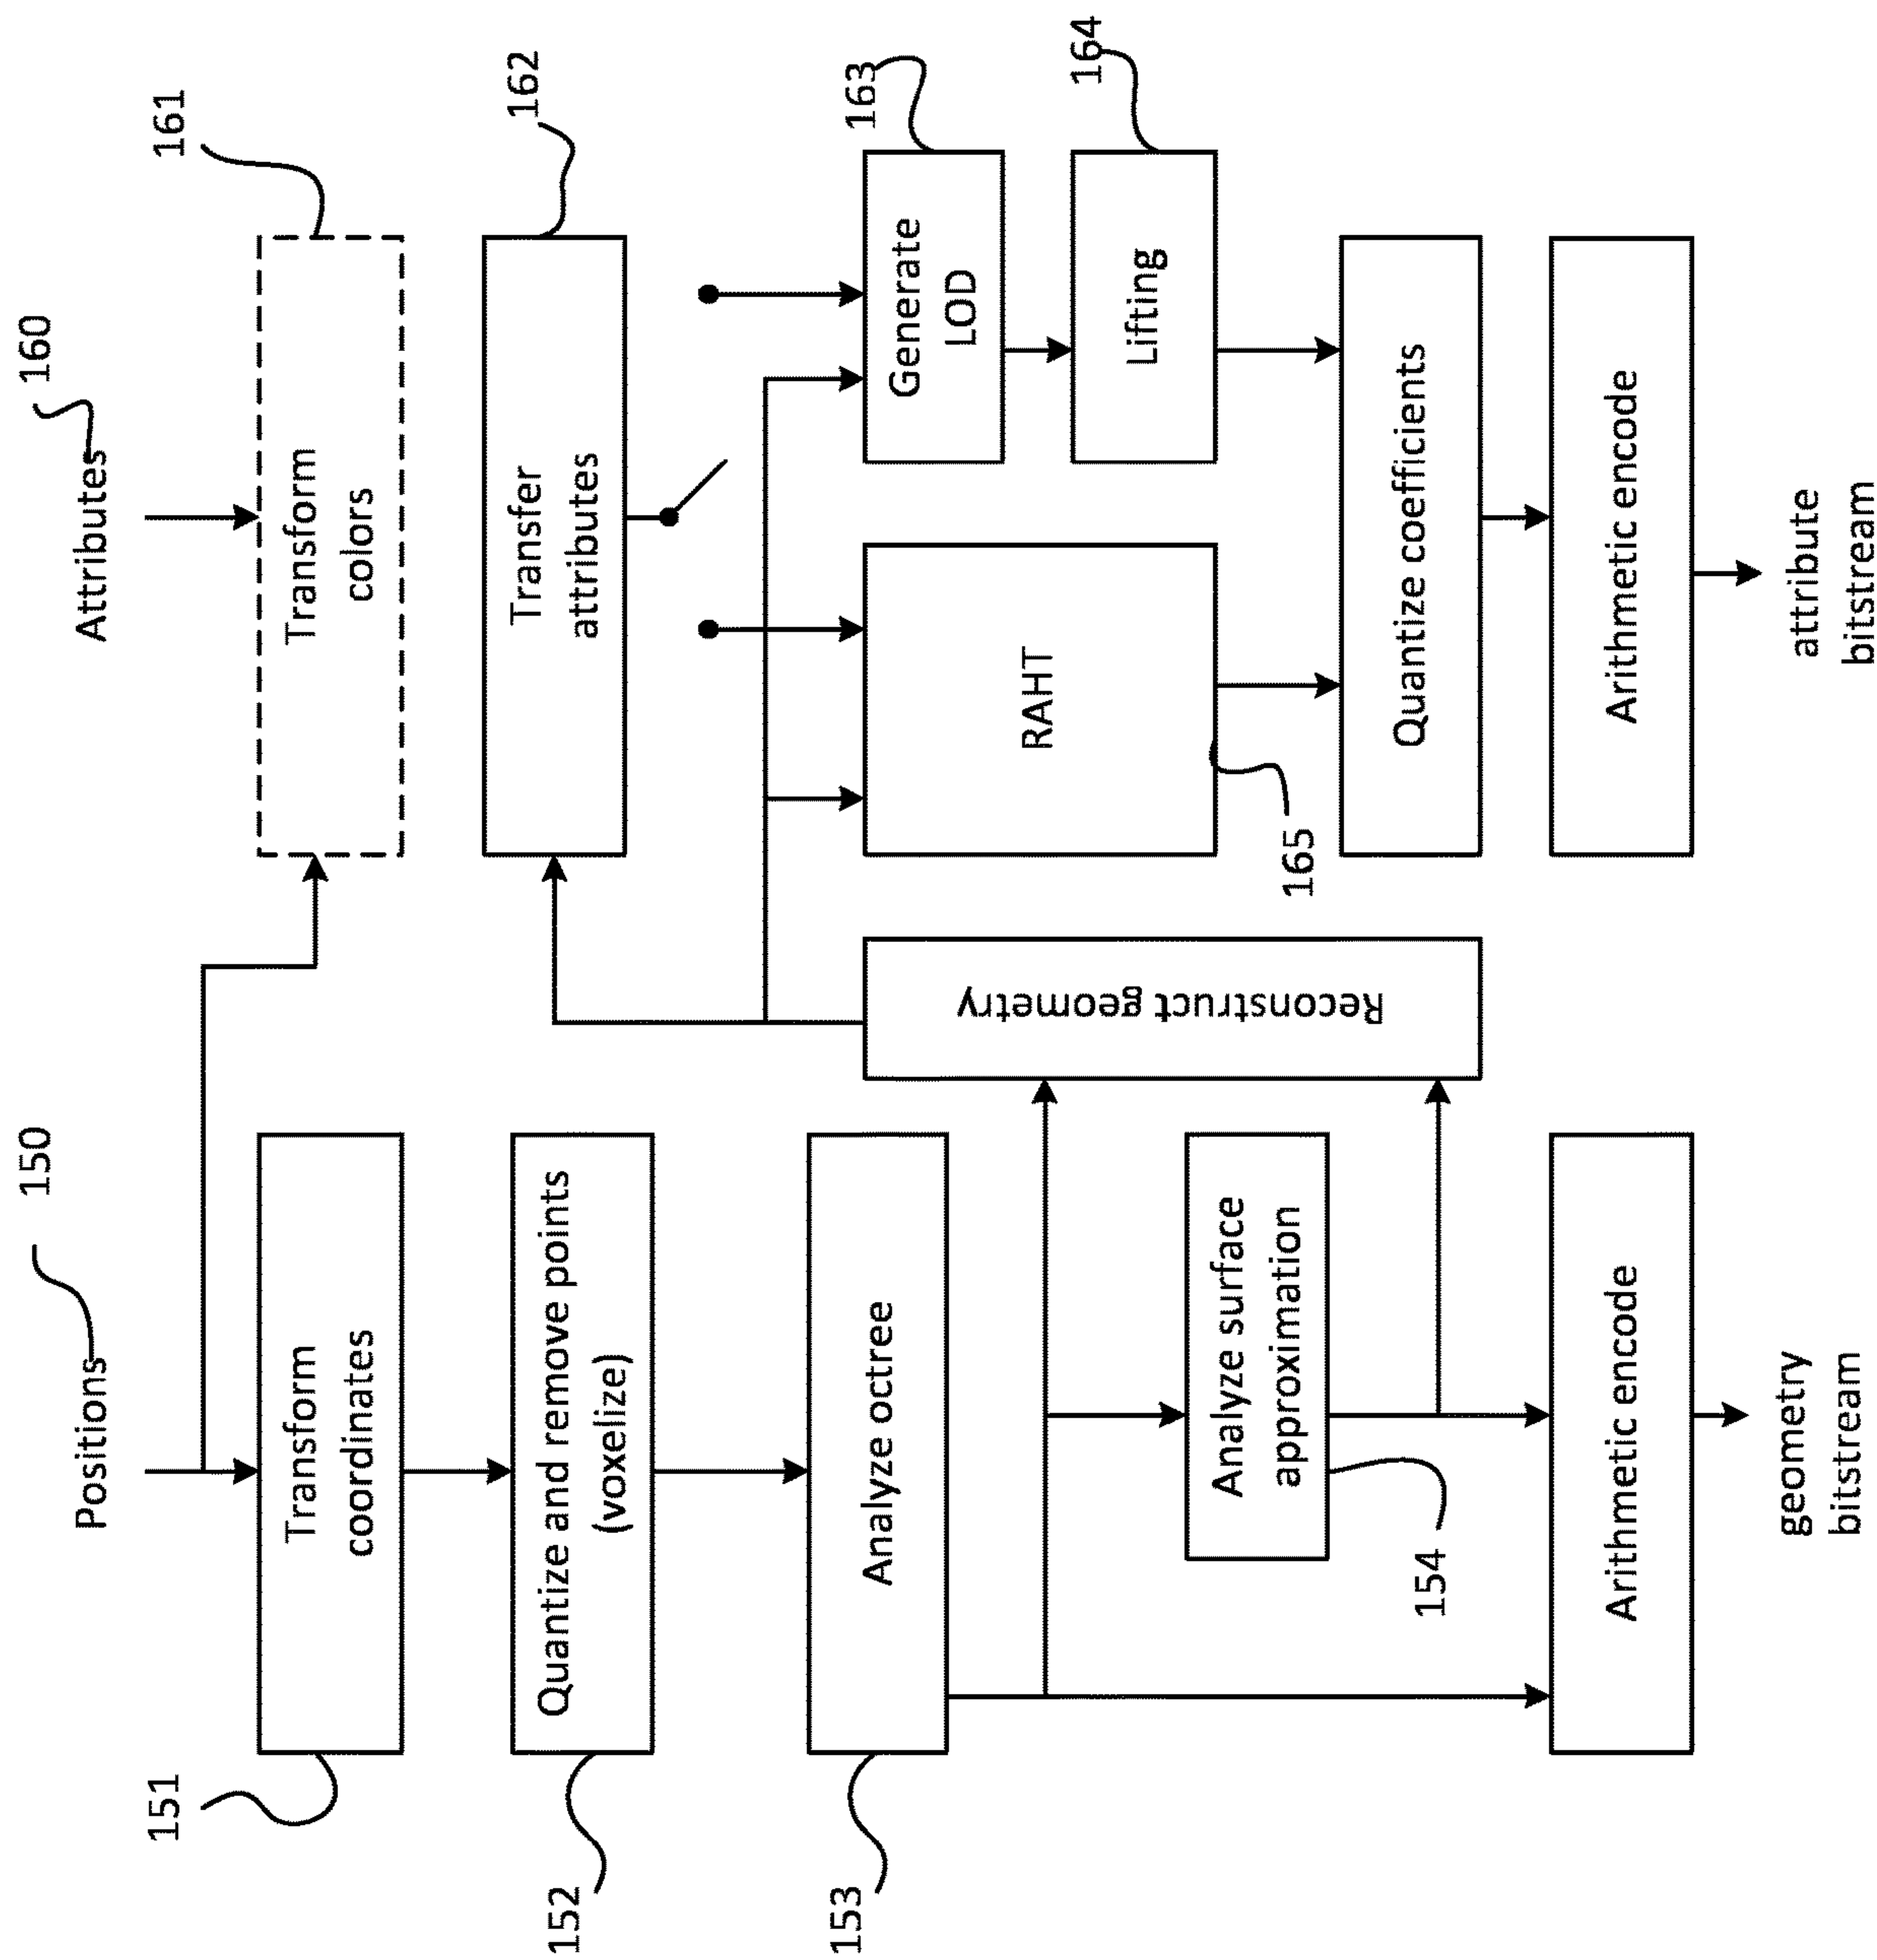 150
Positions
151
Transform
coordinates
152
Quantize and remove points
(voxelize)
153
Analyze octree
Analyze surface
approximation
154
Arithmetic encode
geometry
bitstream
Reconstruct geometry
160
Attributes
161
Transform
colors
162
Transfer
attributes
RAHT
165
163
Generate
LOD
164
Lifting
Quantize coefficients
Arithmetic encode
attribute
bitstream